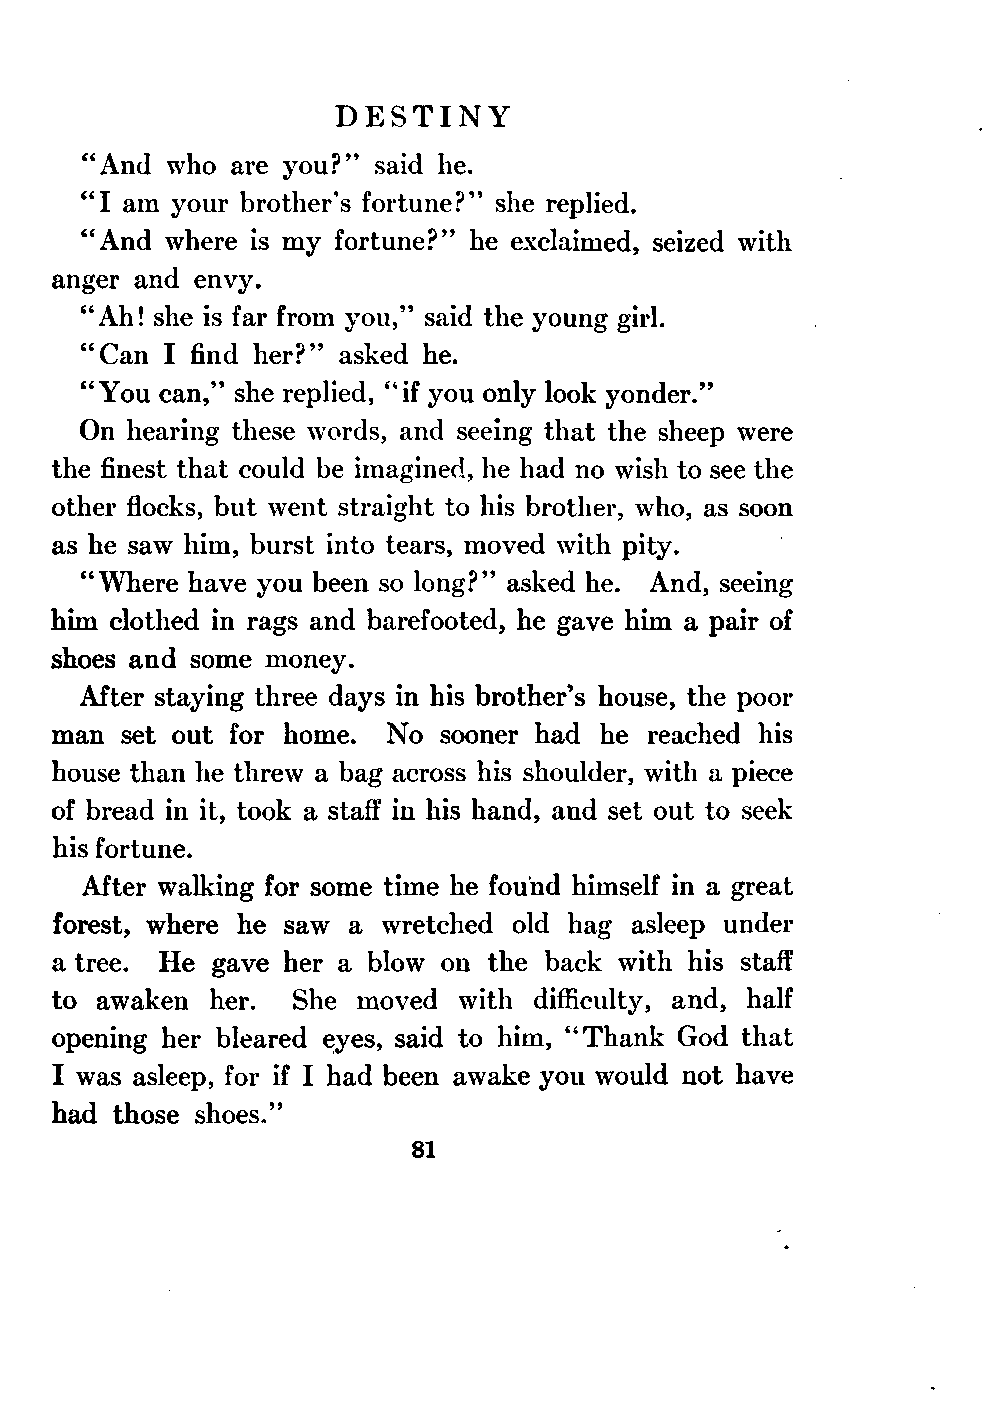 DESTINY
"And who are you?" said he.
"I am your brother's fortune?" she replied.
"And where is my fortune?" he exclaimed, seized with
anger and envy.
"Ah! she is far from you," said the young girl.
"Can I find her?" asked he.
"You can," she replied, "if you only look yonder."
On hearing these words, and seeing that the sheep were
the finest that could be imagined, he had no wish to see the
other flocks, but went straight to his brother, who, as soon
as he saw him, burst into tears, moved with pity.
"Where have you been so long?" asked he. And, seeing
him clothed in rags and barefooted, he gave him a pair of
shoes and some money.
After staying three days in his brother's house, the poor
man set out for home. No sooner had he reached his
house than he threw a bag across his shoulder, with a piece
of bread in it, took a staff in his hand, and set out to seek
his fortune.
After walking for some time he found himself in a great
forest, where he saw a wretched old hag asleep under
a tree. He gave her a blow on the back with his staff
to awaken her. She moved with difficulty, and, half
opening her bleared eyes, said to him, "Thank God that
I was asleep, for if I had been awake you would not have
had those shoes."
81